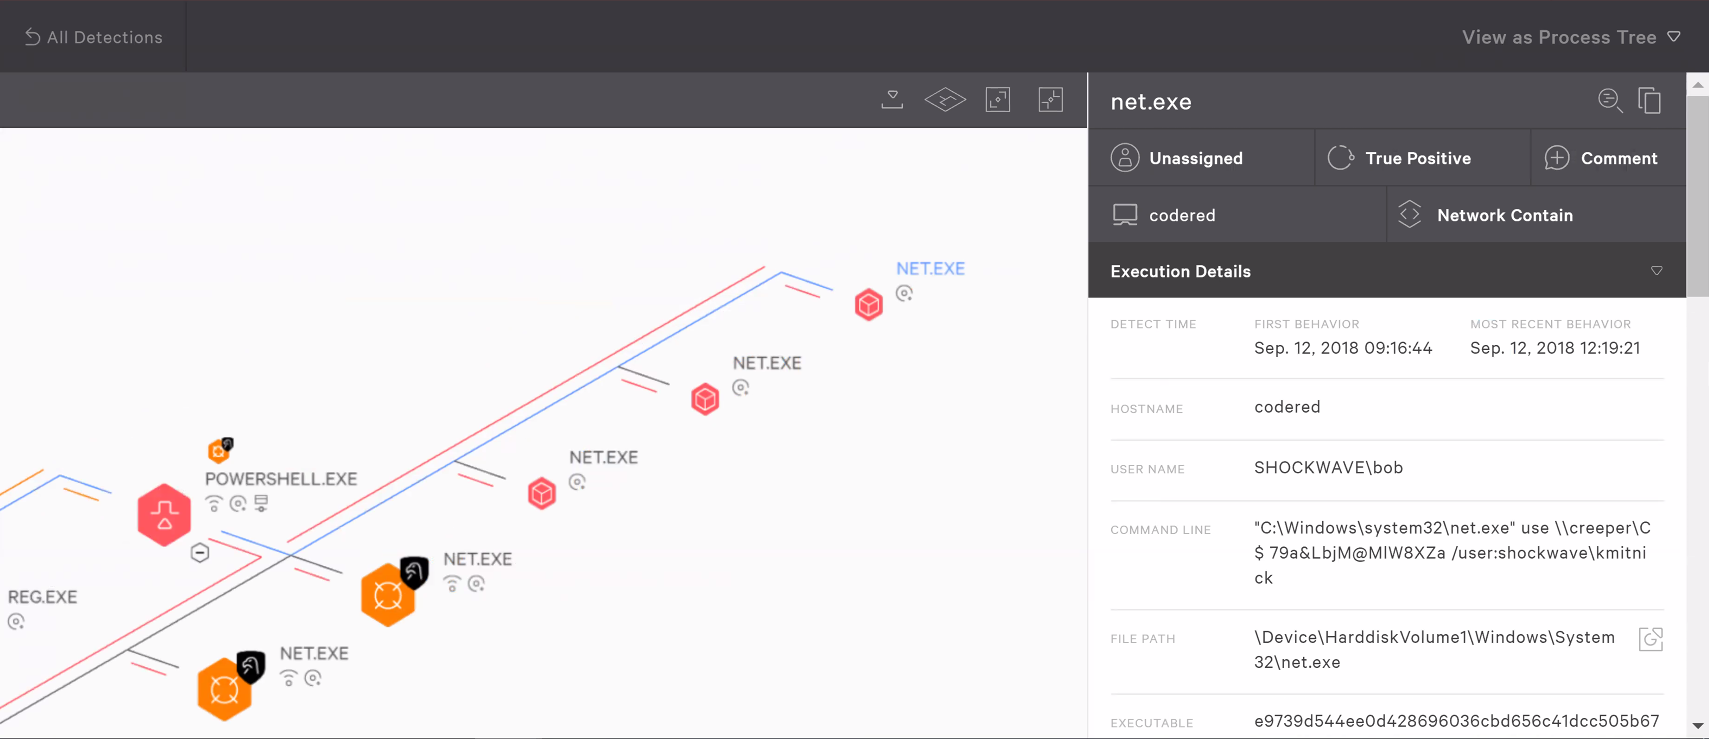 All Detections
View as Process Tree
net.exe
Unassigned
True Positive
Comment
codered
Network Contain
Execution Details
DETECT TIME
FIRST BEHAVIOR
Sep. 12, 2018 09:16:44
MOST RECENT BEHAVIOR
Sep. 12, 2018 12:19:21
HOSTNAME
codered
USER NAME
SHOCKWAVE\bob
COMMAND LINE
"C:\Windows\system32\net.exe" use \\creeper\C
$ 79a&LbjM@MIW8XZa /user:shockwave\kmitni
ck
FILE PATH
\Device\HarddiskVolume1\Windows\System
32\net.exe
EXECUTABLE
e9739d544ee0d428696036cbd656c41dcc505b67
NET.EXE
NET.EXE
NET.EXE
POWERSHELL.EXE
NET.EXE
REG.EXE
NET.EXE